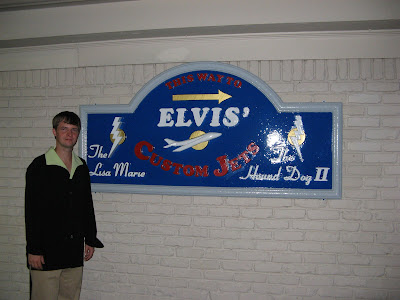 THIS WAY TO
ELVIS'
CUSTOM JETS
The
Lisa Marie
The
Hound Dog II